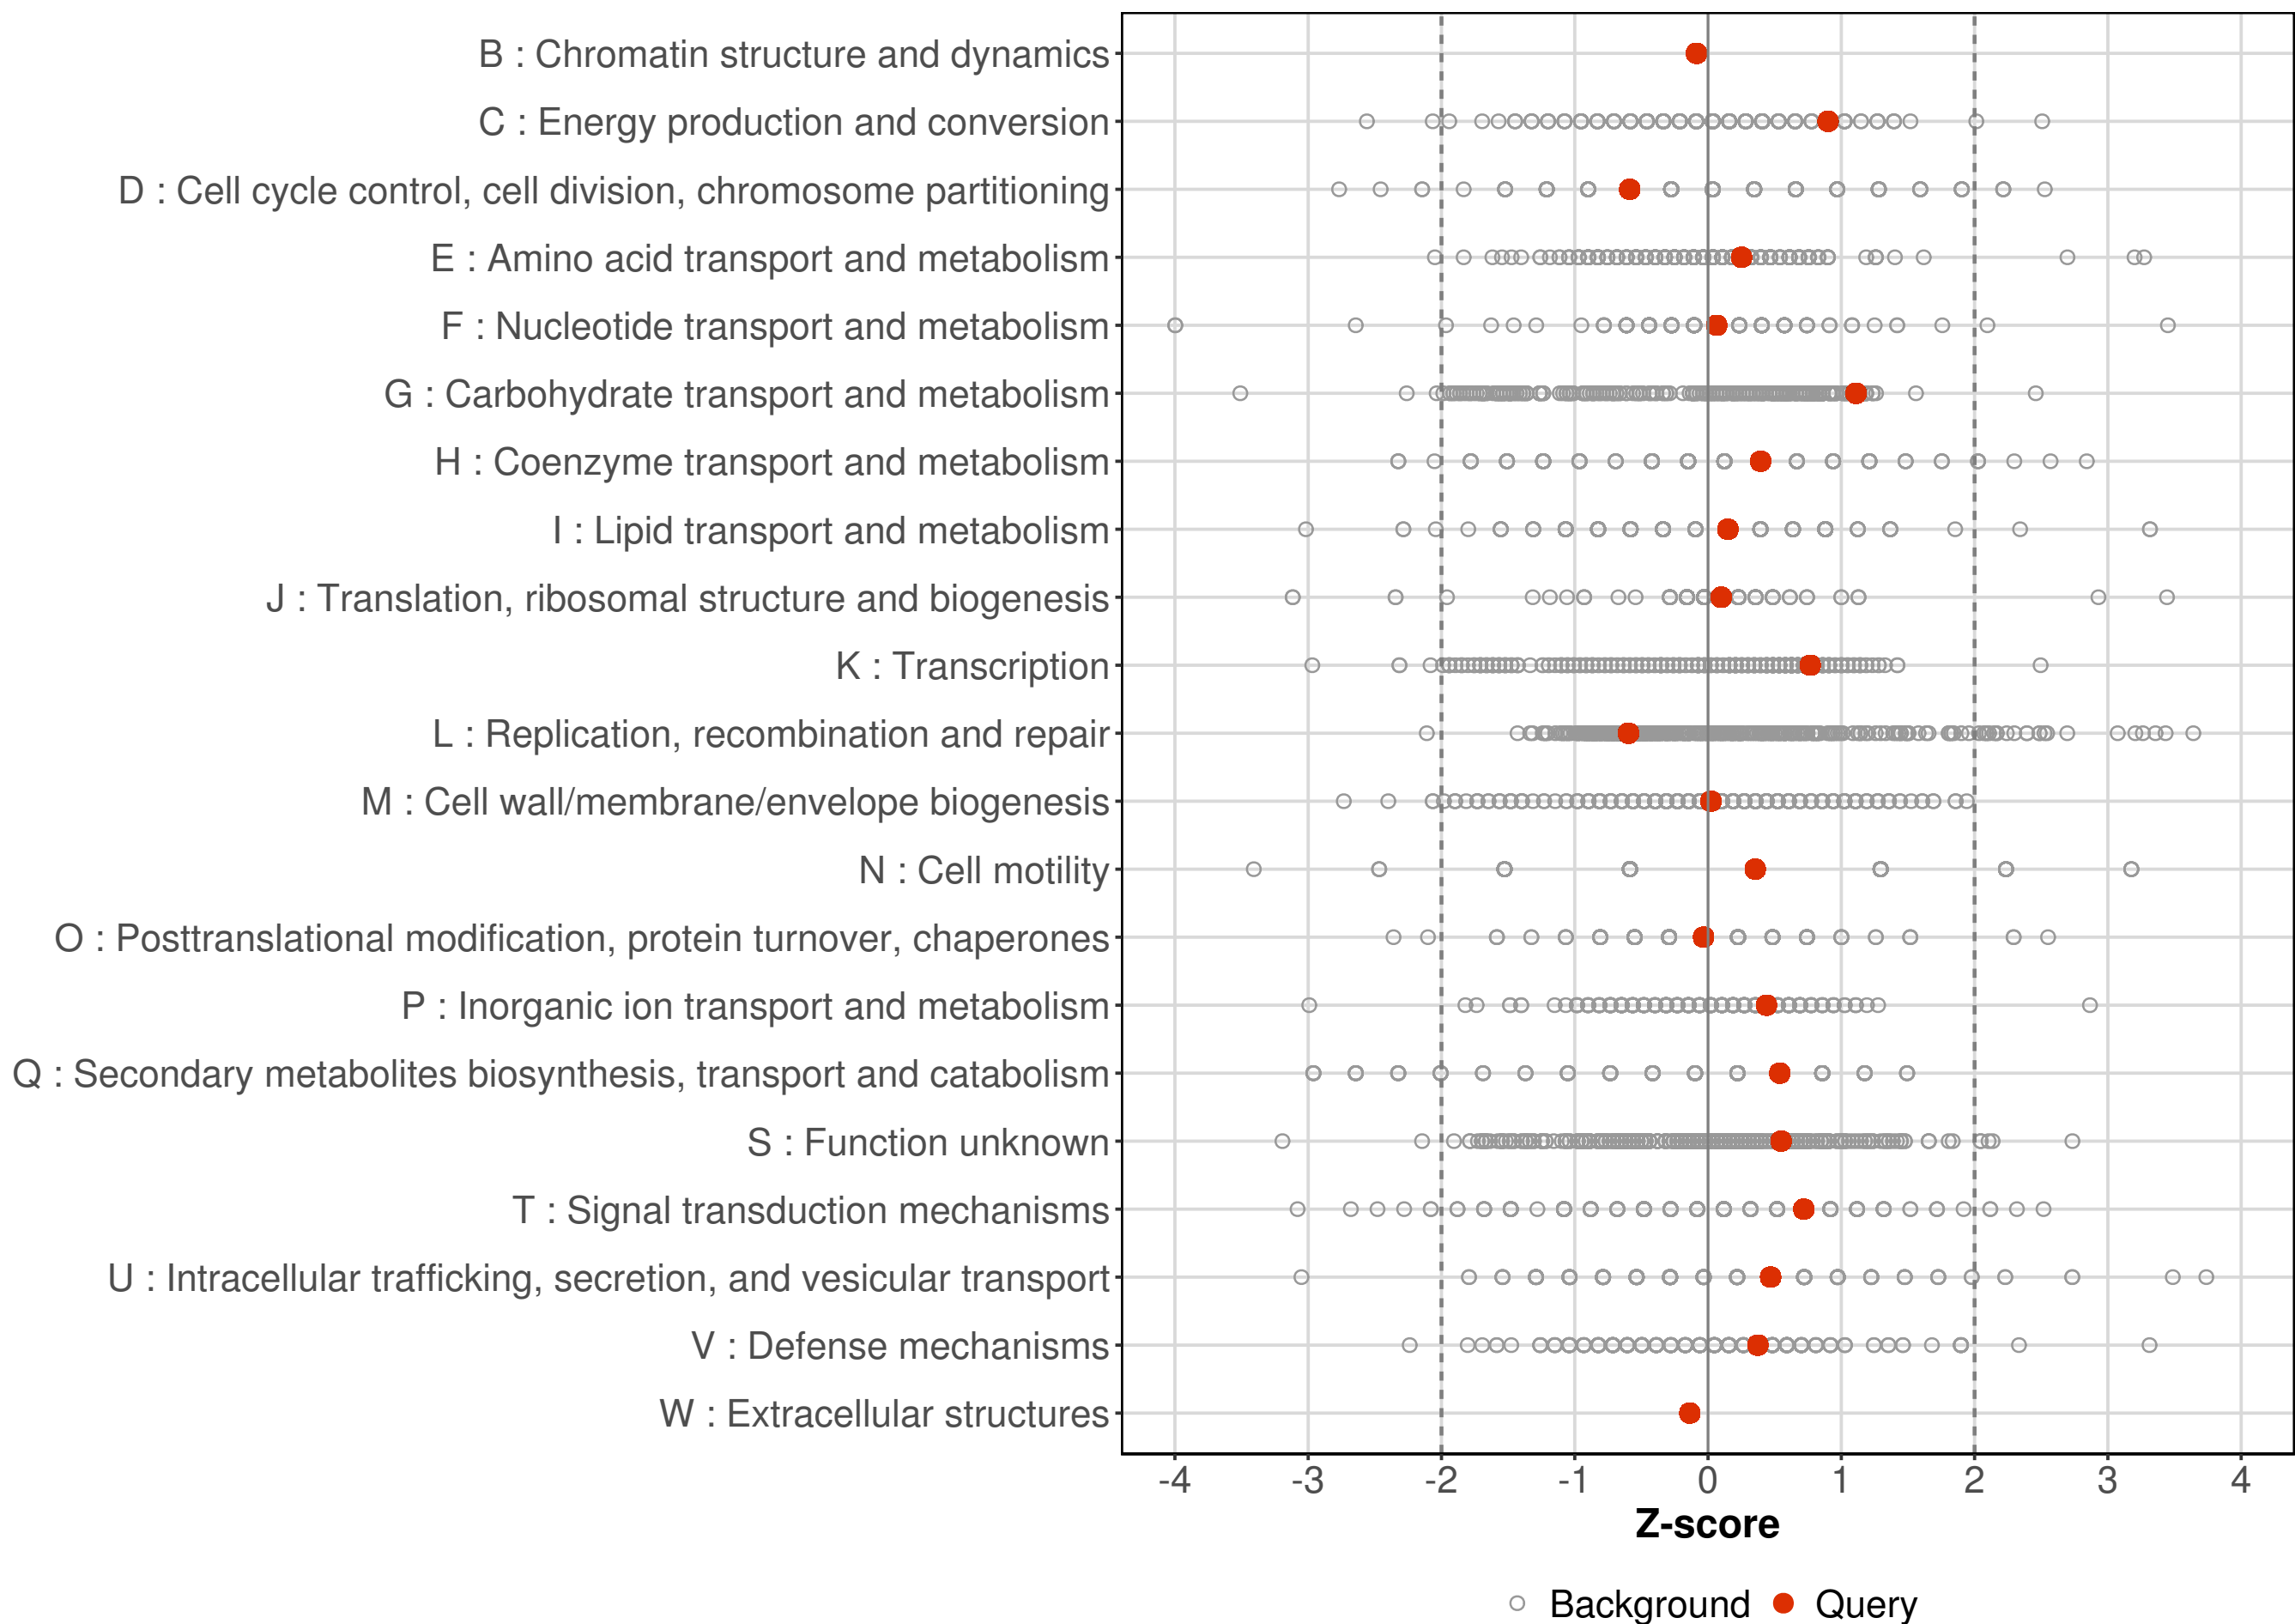 B : Chromatin structure and dynamics
C : Energy production and conversion
D : Cell cycle control, cell division, chromosome partitioning
E : Amino acid transport and metabolism
F : Nucleotide transport and metabolism
G : Carbohydrate transport and metabolism
H : Coenzyme transport and metabolism
I : Lipid transport and metabolism
J : Translation, ribosomal structure and biogenesis
K : Transcription
L : Replication, recombination and repair
M : Cell wall/membrane/envelope biogenesis
N : Cell motility
O : Posttranslational modification, protein turnover, chaperones
P : Inorganic ion transport and metabolism
Q : Secondary metabolites biosynthesis, transport and catabolism
S : Function unknown
T : Signal transduction mechanisms
U : Intracellular trafficking, secretion, and vesicular transport
V : Defense mechanisms
W : Extracellular structures
-4 -3 -2 -1 0 1 2 3 4
Z-score
Background Query